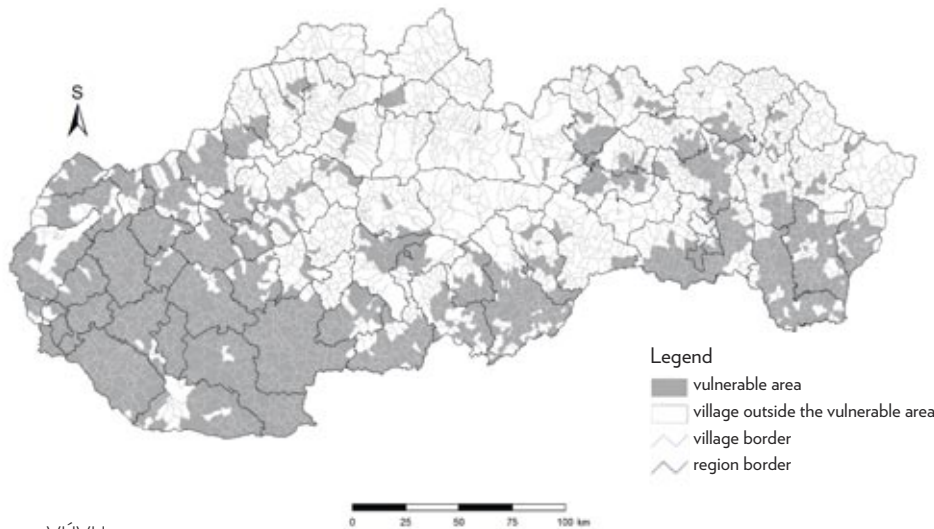 S
Legend
vulnerable area
village outside the vulnerable area
village border
region border
0 25 50 75 100 km